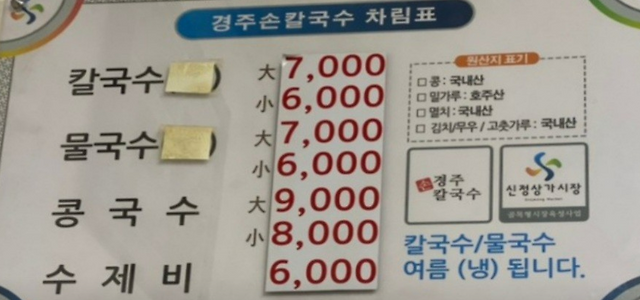 경주손칼국수 차림표
칼국수 大 7,000
小 6,000
물국수 大 7,000
小 6,000
콩국수 大 9,000
小 8,000
수제비 6,000
원산지 표기
콩: 국내산
밀가루: 호주산
멸치: 국내산
김치/무우 / 고춧가루: 국내산
경주
칼국수
신정상가시장
칼국수/물국수
여름 (냉) 됩니다.